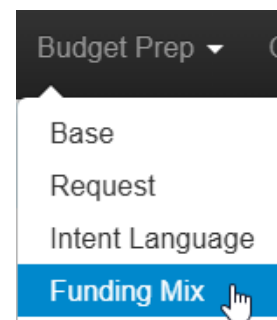 Budget Prep
Base
Request
Intent Language
Funding Mix